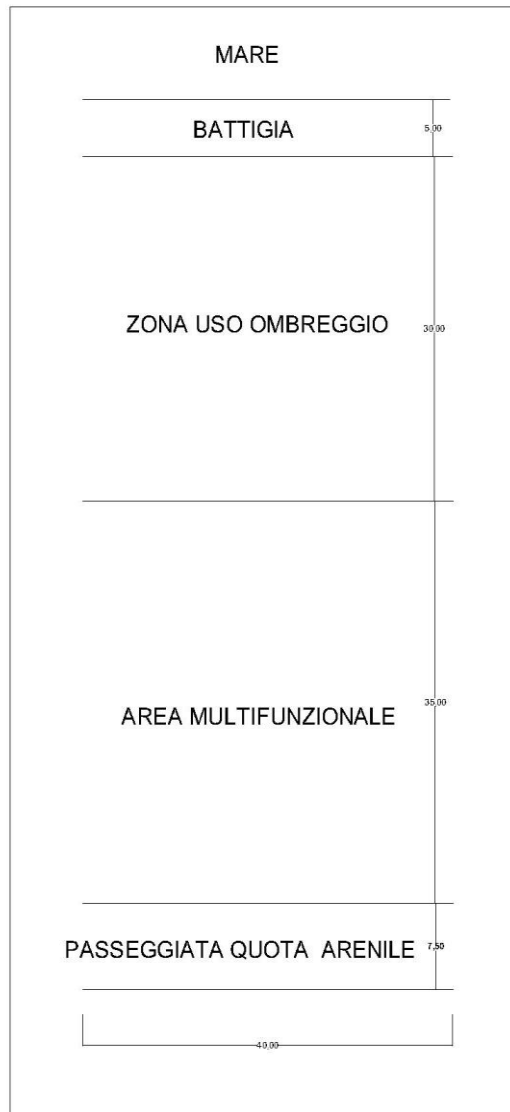 MARE
BATTIGIA
5,00
ZONA USO OMBREGGIO
30,00
AREA MULTIFUNZIONALE
35,00
PASSEGGIATA QUOTA ARENILE
7,50
40,00